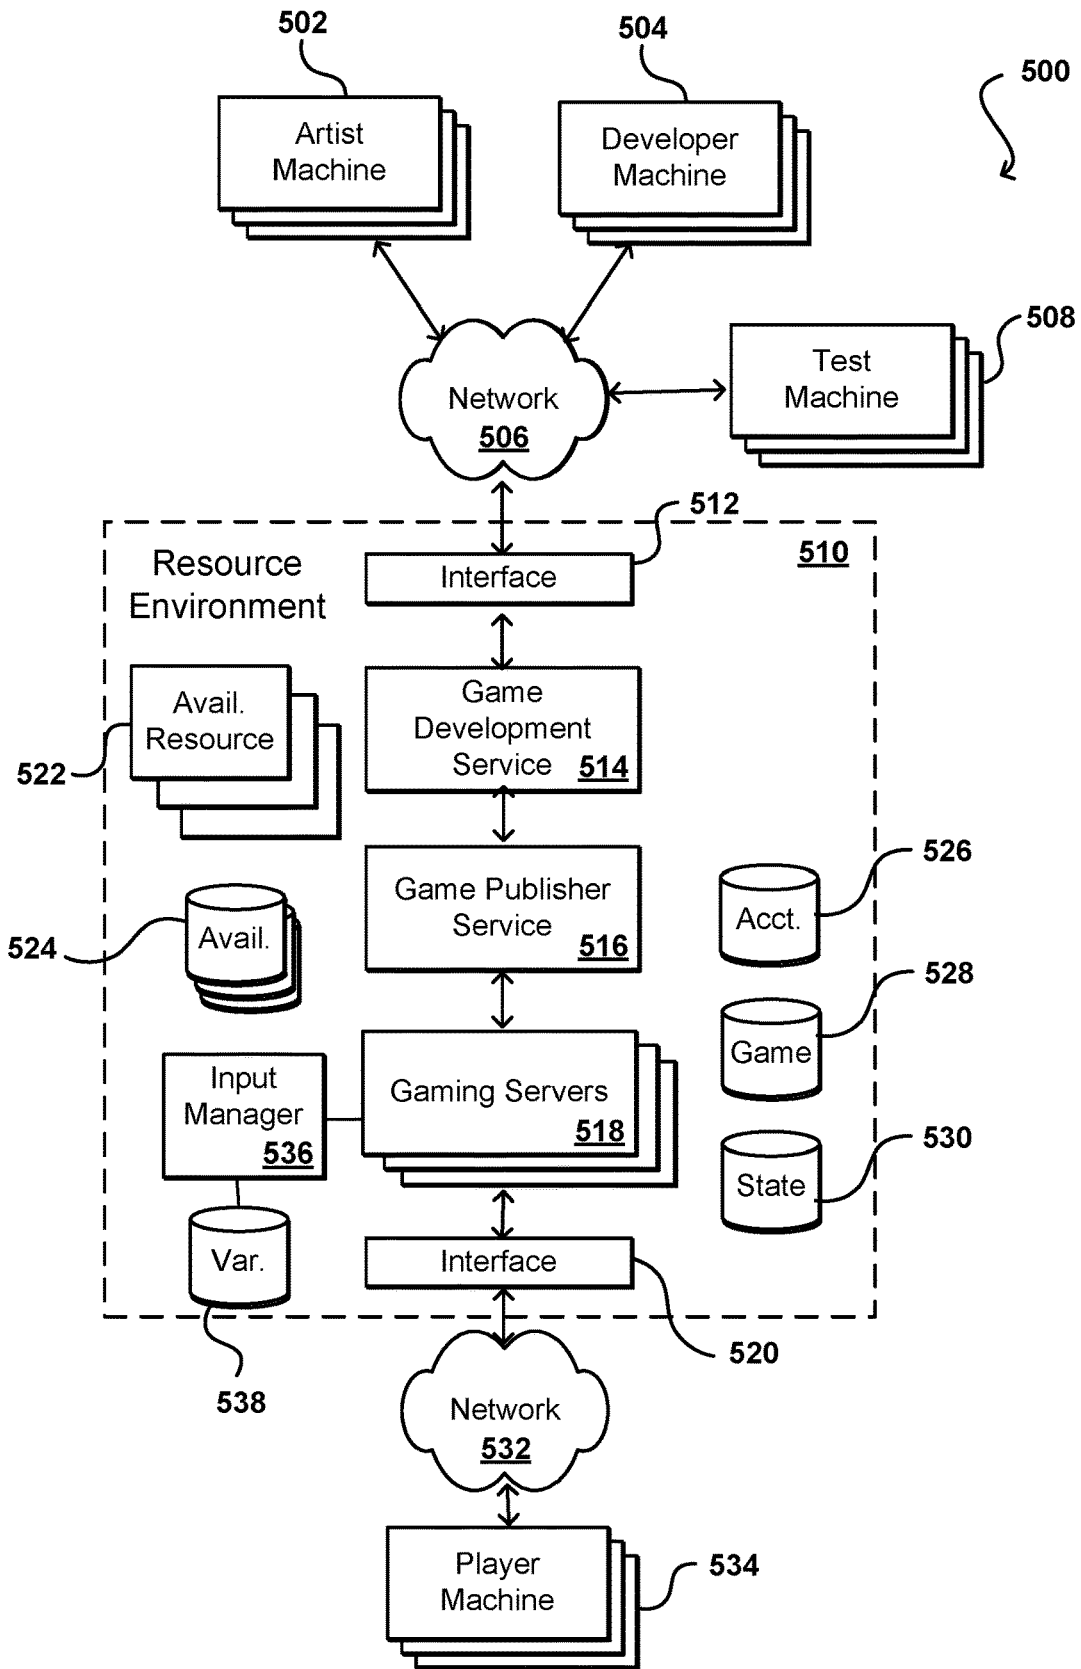 502
504
500
Artist
Machine
Developer
Machine
508
Test
Machine
Network
506
512
510
Resource
Environment
Interface
Game
Development
Service
514
Avail.
Resource
522
526
Game Publisher
Service
516
Acct.
524
Avail.
528
Game
Input
Manager
536
Gaming Servers
518
530
State
Var.
Interface
520
538
Network
532
Player
Machine
534